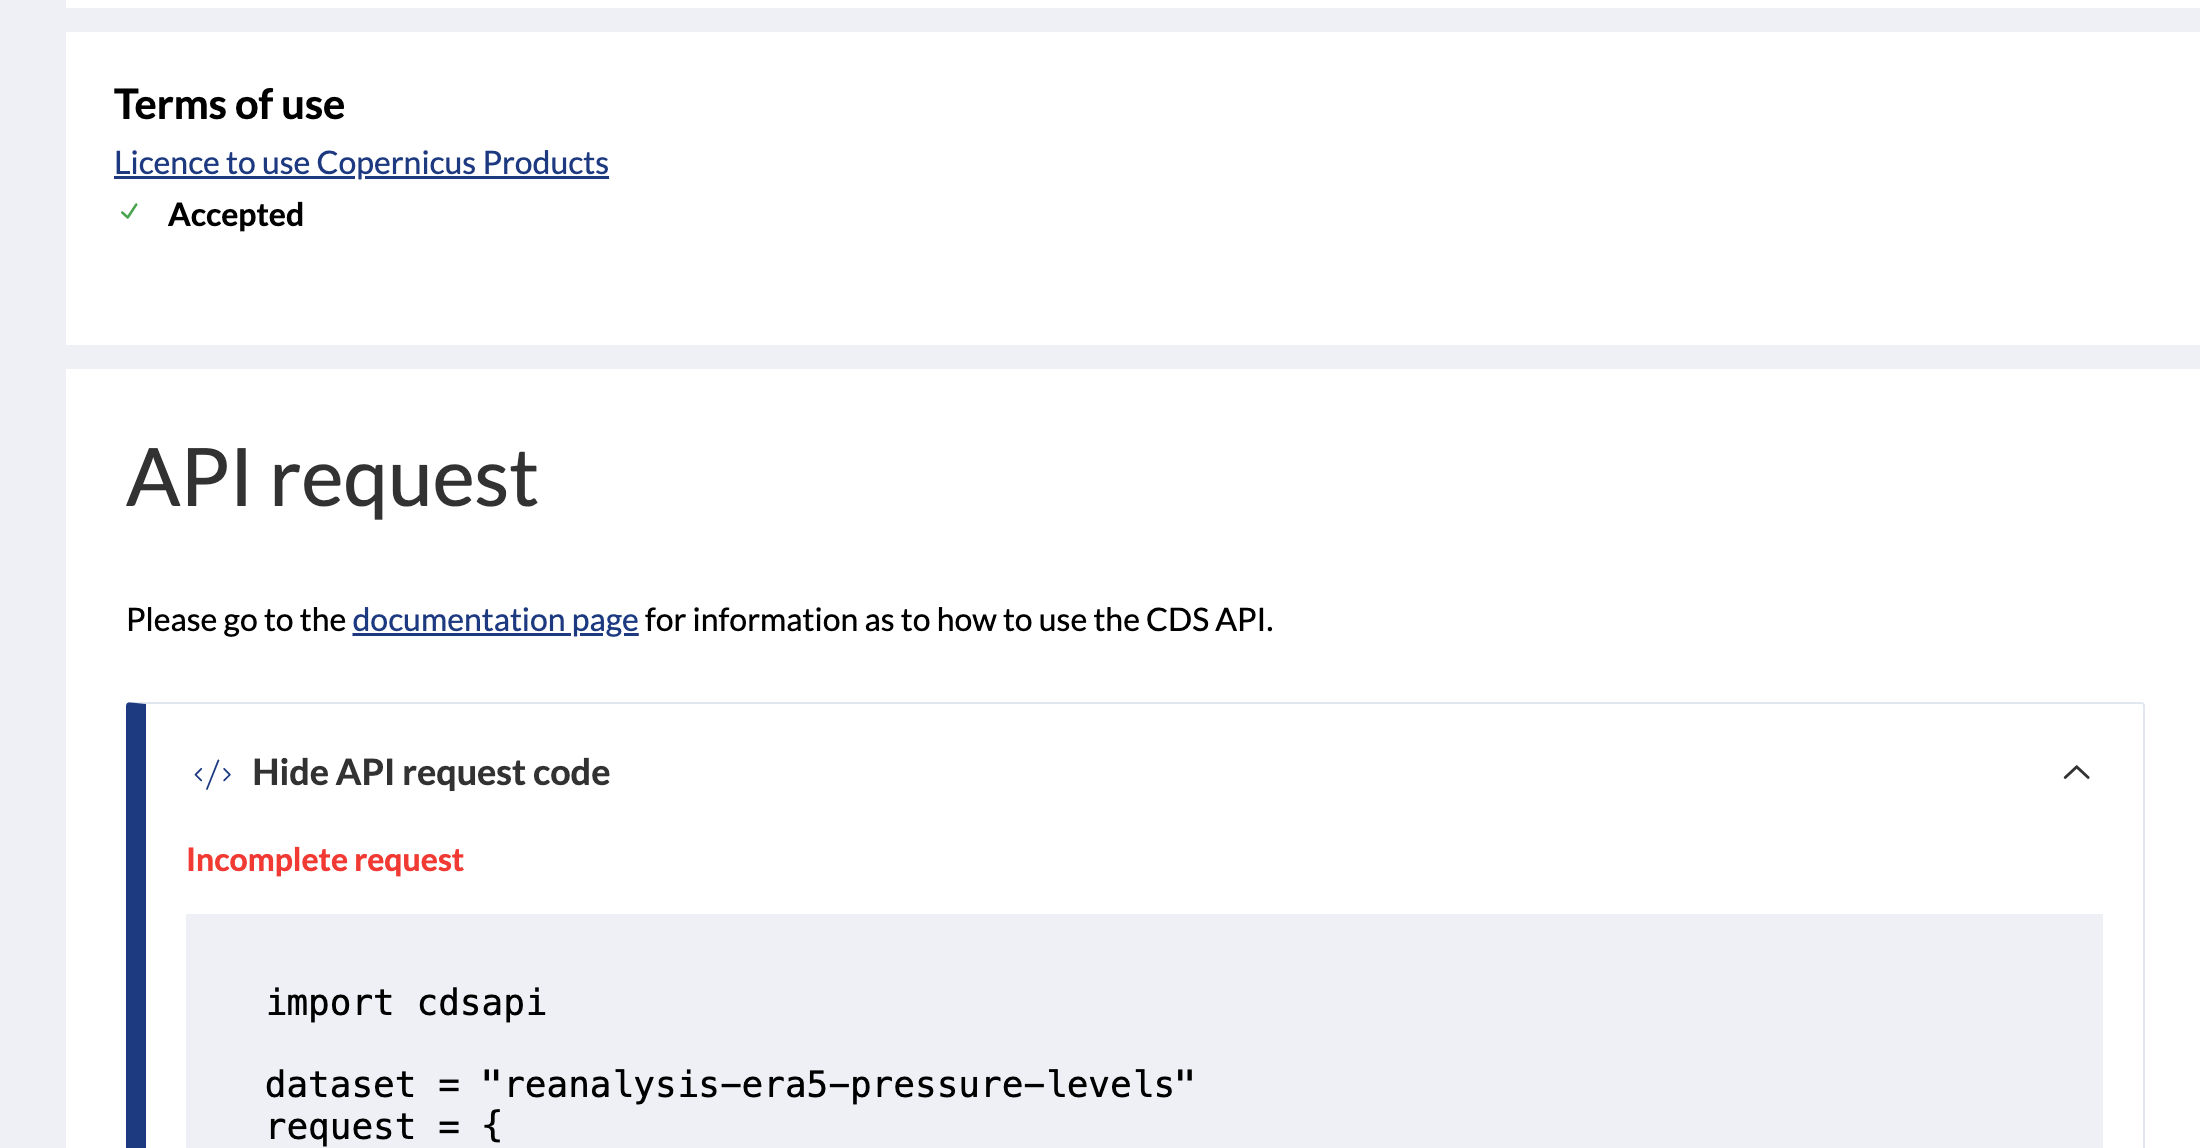 Terms of use
Licence to use Copernicus Products
Accepted
API request
Please go to the documentation page for information as to how to use the CDS API.
</> Hide API request code
Incomplete request
import cdsapi
dataset = "reanalysis-era5-pressure-levels"
request = {